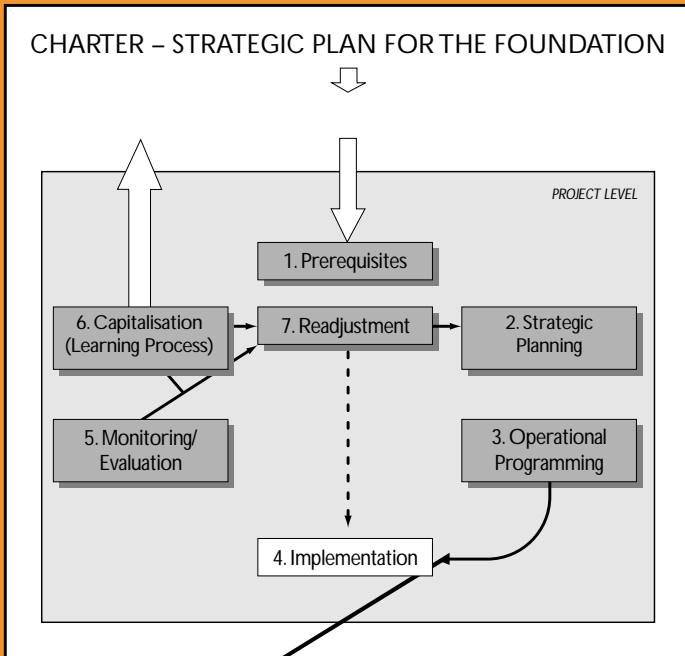 CHARTER – STRATEGIC PLAN FOR THE FOUNDATION
PROJECT LEVEL
1. Prerequisites
6. Capitalisation
(Learning Process)
7. Readjustment
2. Strategic
Planning
5. Monitoring/
Evaluation
3. Operational
Programming
4. Implementation